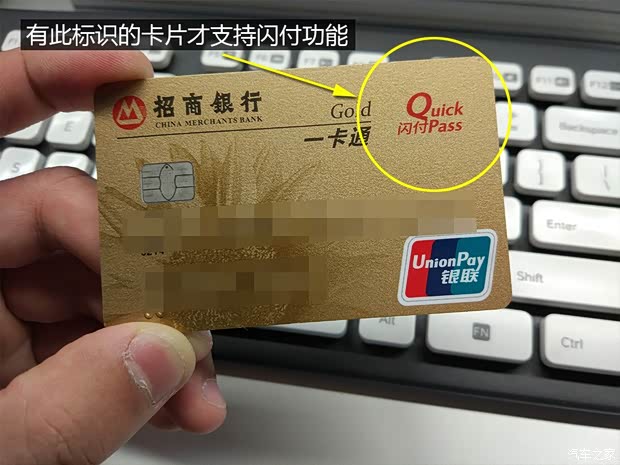 有此标识的卡片才支持闪付功能
招商银行
CHINA MERCHANTS BANK
Gold
一卡通
Quick
闪付Pass
UnionPay
银联
E
F11
F12
Backspace
Enter
Shift
Alt
FN
Ctrl
汽车之家